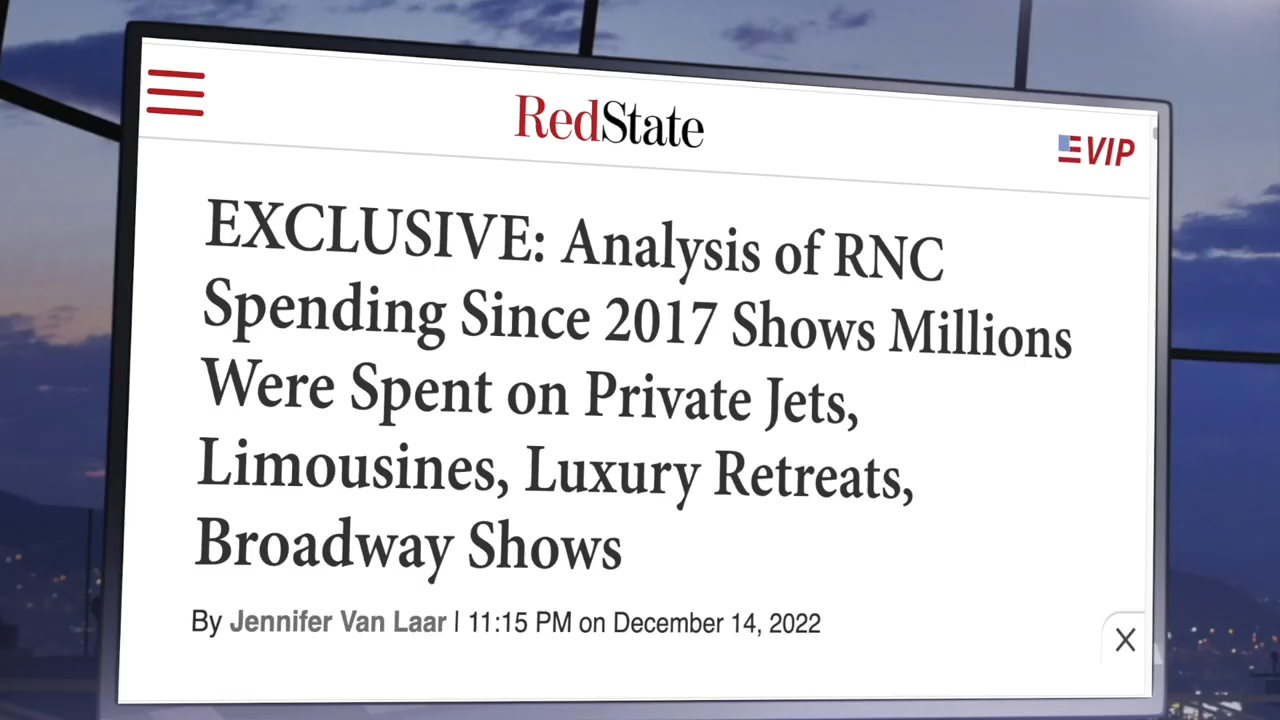 RedState
VIP
EXCLUSIVE: Analysis of RNC
Spending Since 2017 Shows Millions
Were Spent on Private Jets,
Limousines, Luxury Retreats,
Broadway Shows
By Jennifer Van Laar | 11:15 PM on December 14, 2022